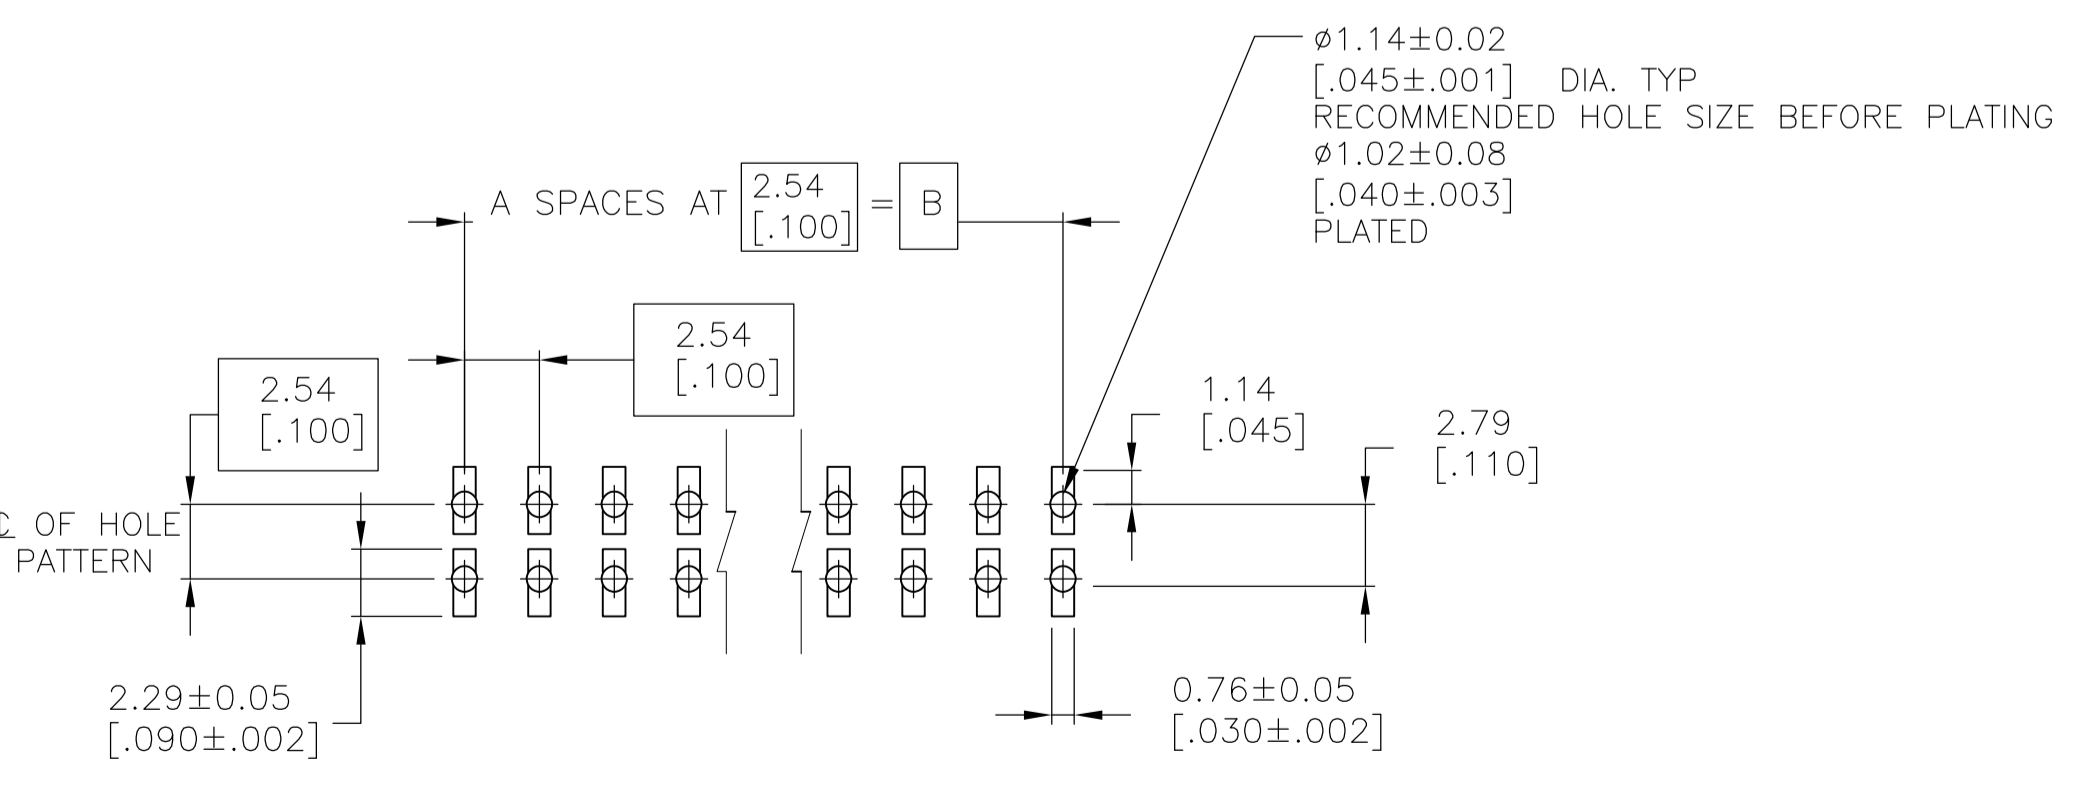 ⌀1.14±0.02
[.045±.001] DIA. TYP
RECOMMENDED HOLE SIZE BEFORE PLATING
⌀1.02±0.08
[.040±.003]
PLATED
A SPACES AT 2.54 [.100] = B
2.54
[.100]
2.54
[.100]
1.14
[.045]
2.79
[.110]
OF HOLE
PATTERN
2.29±0.05
[.090±.002]
0.76±0.05
[.030±.002]